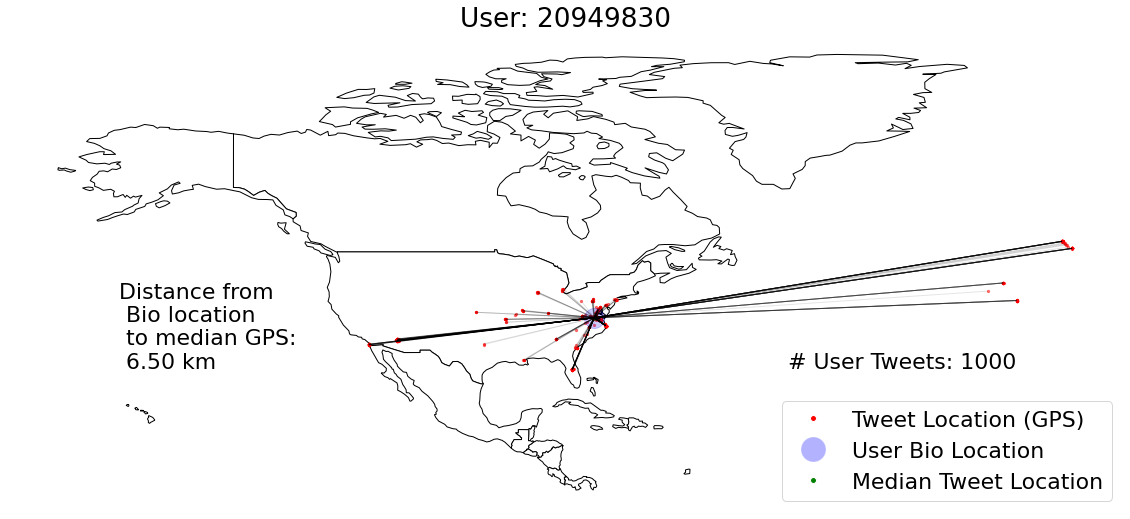 User: 20949830
Distance from
Bio location
to median GPS:
6.50 km
# User Tweets: 1000
Tweet Location (GPS)
User Bio Location
Median Tweet Location